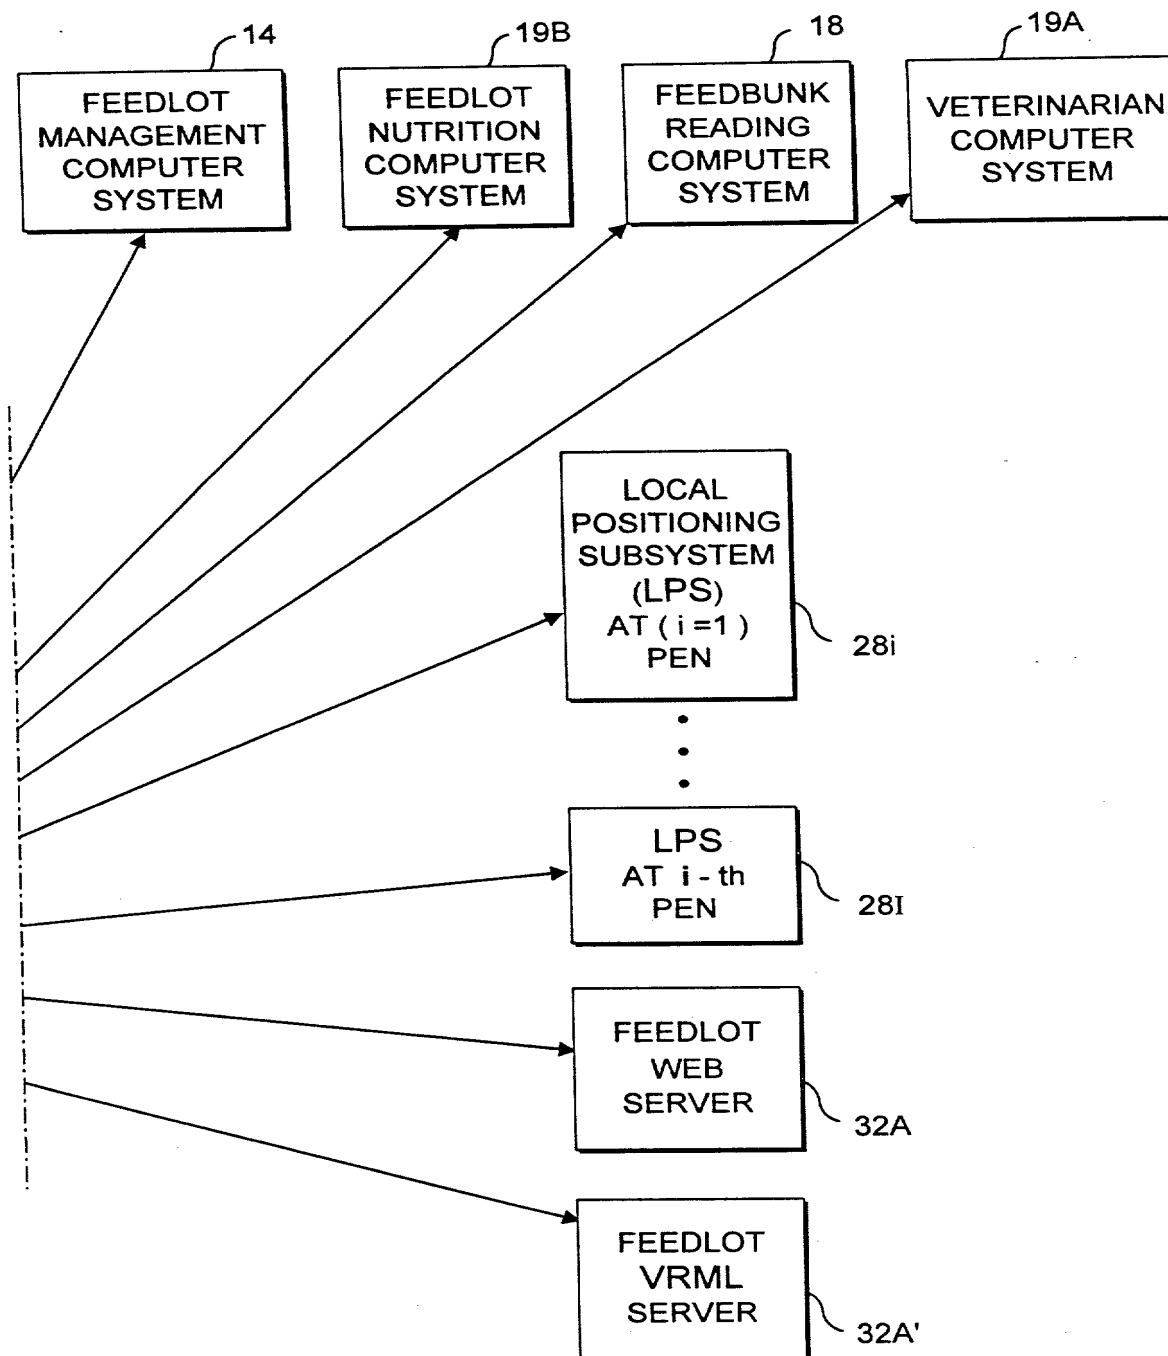 14
19B
18
19A
FEEDLOT
MANAGEMENT
COMPUTER
SYSTEM
FEEDLOT
NUTRITION
COMPUTER
SYSTEM
FEEDBUNK
READING
COMPUTER
SYSTEM
VETERINARIAN
COMPUTER
SYSTEM
LOCAL
POSITIONING
SUBSYSTEM
(LPS)
AT ( i =1 )
PEN
28i
LPS
AT i - th
PEN
28I
FEEDLOT
WEB
SERVER
32A
FEEDLOT
VRML
SERVER
32A'